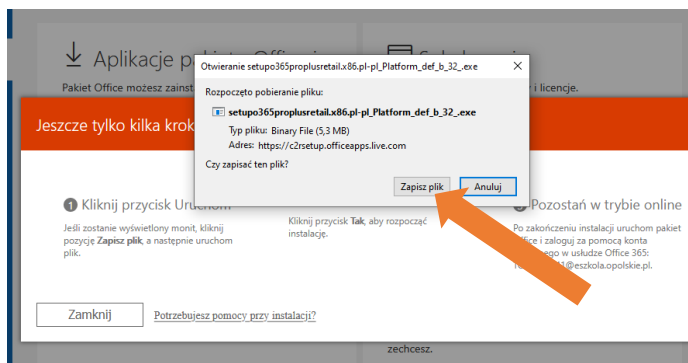 Aplikacje p
Pakiet Office możesz zainst
i licencje.
Otwieranie setupo365proplusretail.x86.pl-pl_Platform_def_b_32_.exe
Rozpoczęto pobieranie pliku:
setupo365proplusretail.x86.pl-pl_Platform_def_b_32_.exe
Typ pliku: Binary File (5,3 MB)
Adres: https://c2rsetup.officeapps.live.com
Czy zapisać ten plik?
Zapisz plik
Anuluj
Jeszcze tylko kilka krok
1 Kliknij przycisk Uruchom
Jeśli zostanie wyświetlony monit, kliknij
pozycję Zapisz plik, a następnie uruchom
plik.
Kliknij przycisk Tak, aby rozpocząć
instalację.
Pozostań w trybie online
Po zakończeniu instalacji uruchom pakiet
Office i zaloguj za pomocą konta
ego w usłudze Office 365:
1@eszkola.opolskie.pl.
Zamknij
Potrzebujesz pomocy przy instalacji?
zechcesz.